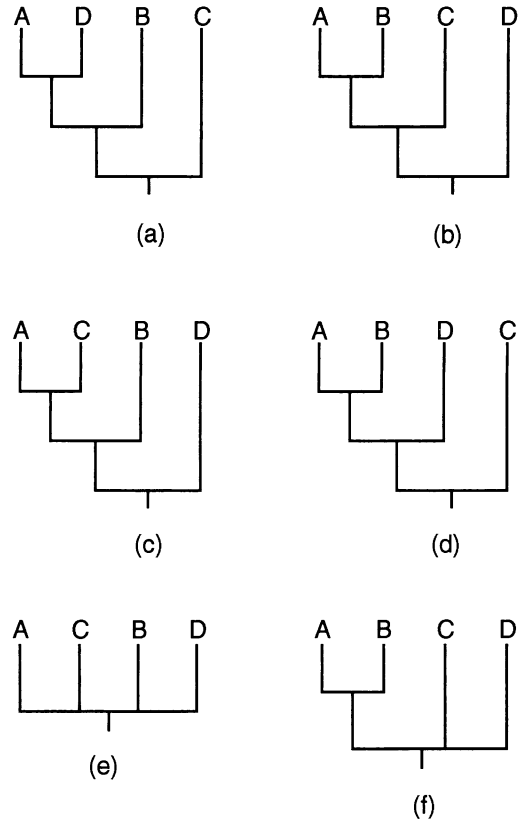 A D B C
A B C D
(a)
(b)
A C B D
A B D C
(c)
(d)
A C B D
A B C D
(e)
(f)